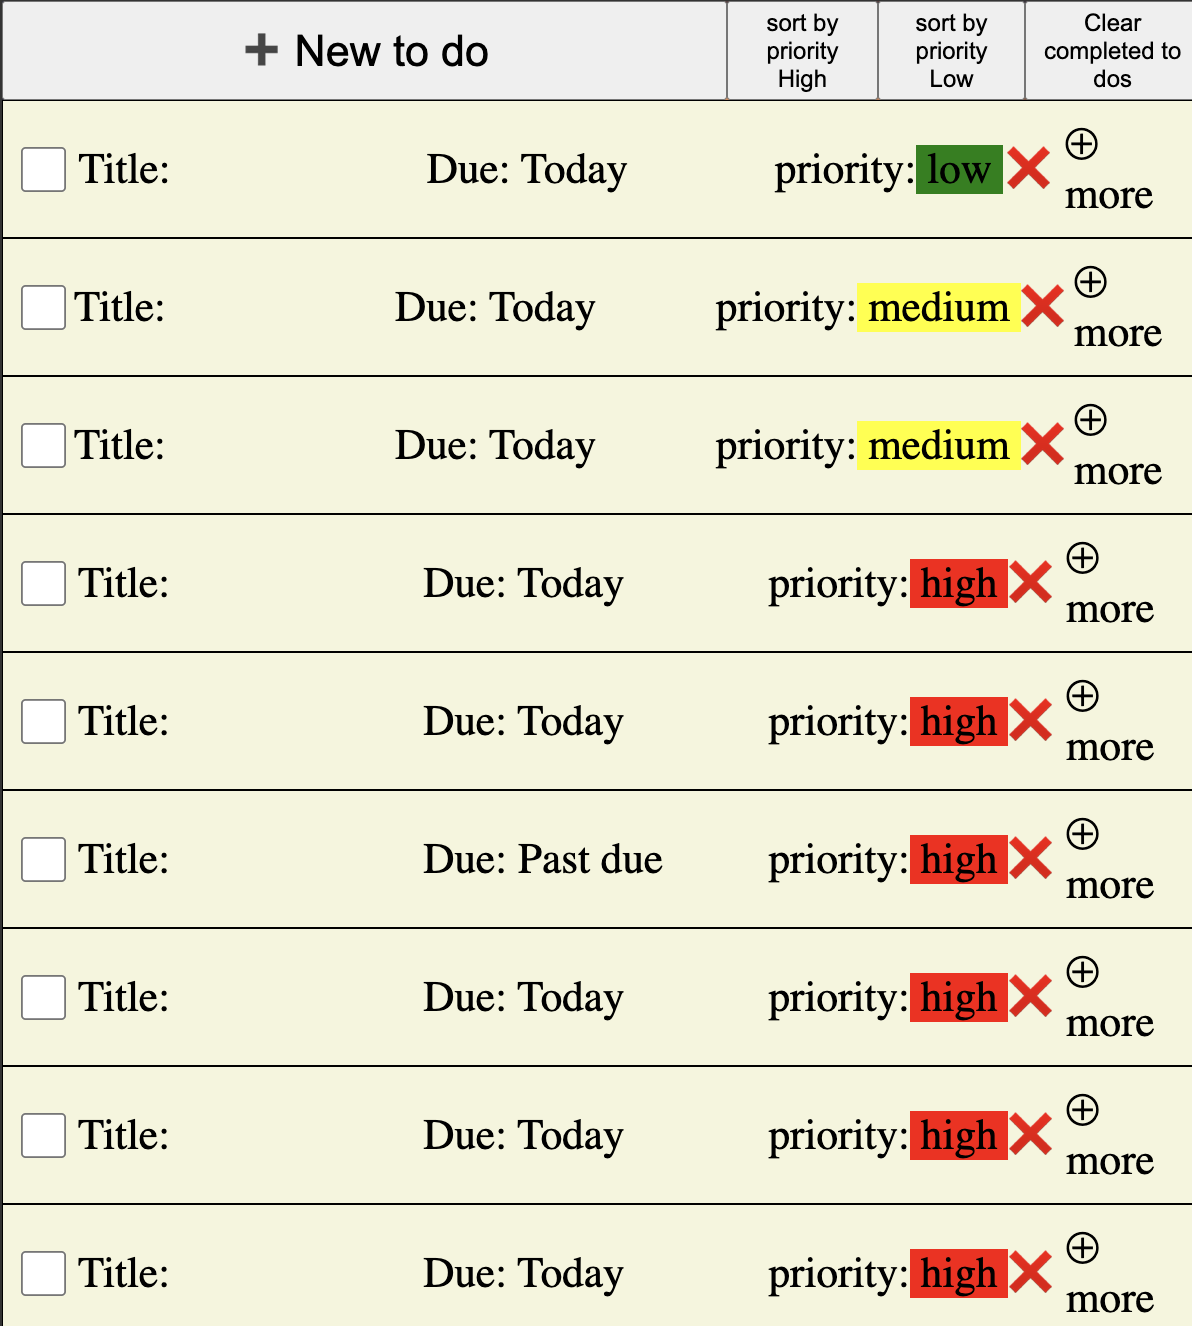 ➕ New to do
sort by
priority
High
sort by
priority
Low
Clear
completed to
dos
Title: Due: Today priority: low ❌ ⊕
more
Title: Due: Today priority: medium ❌ ⊕
more
Title: Due: Today priority: medium ❌ ⊕
more
Title: Due: Today priority: high ❌ ⊕
more
Title: Due: Today priority: high ❌ ⊕
more
Title: Due: Past due priority: high ❌ ⊕
more
Title: Due: Today priority: high ❌ ⊕
more
Title: Due: Today priority: high ❌ ⊕
more
Title: Due: Today priority: high ❌ ⊕
more